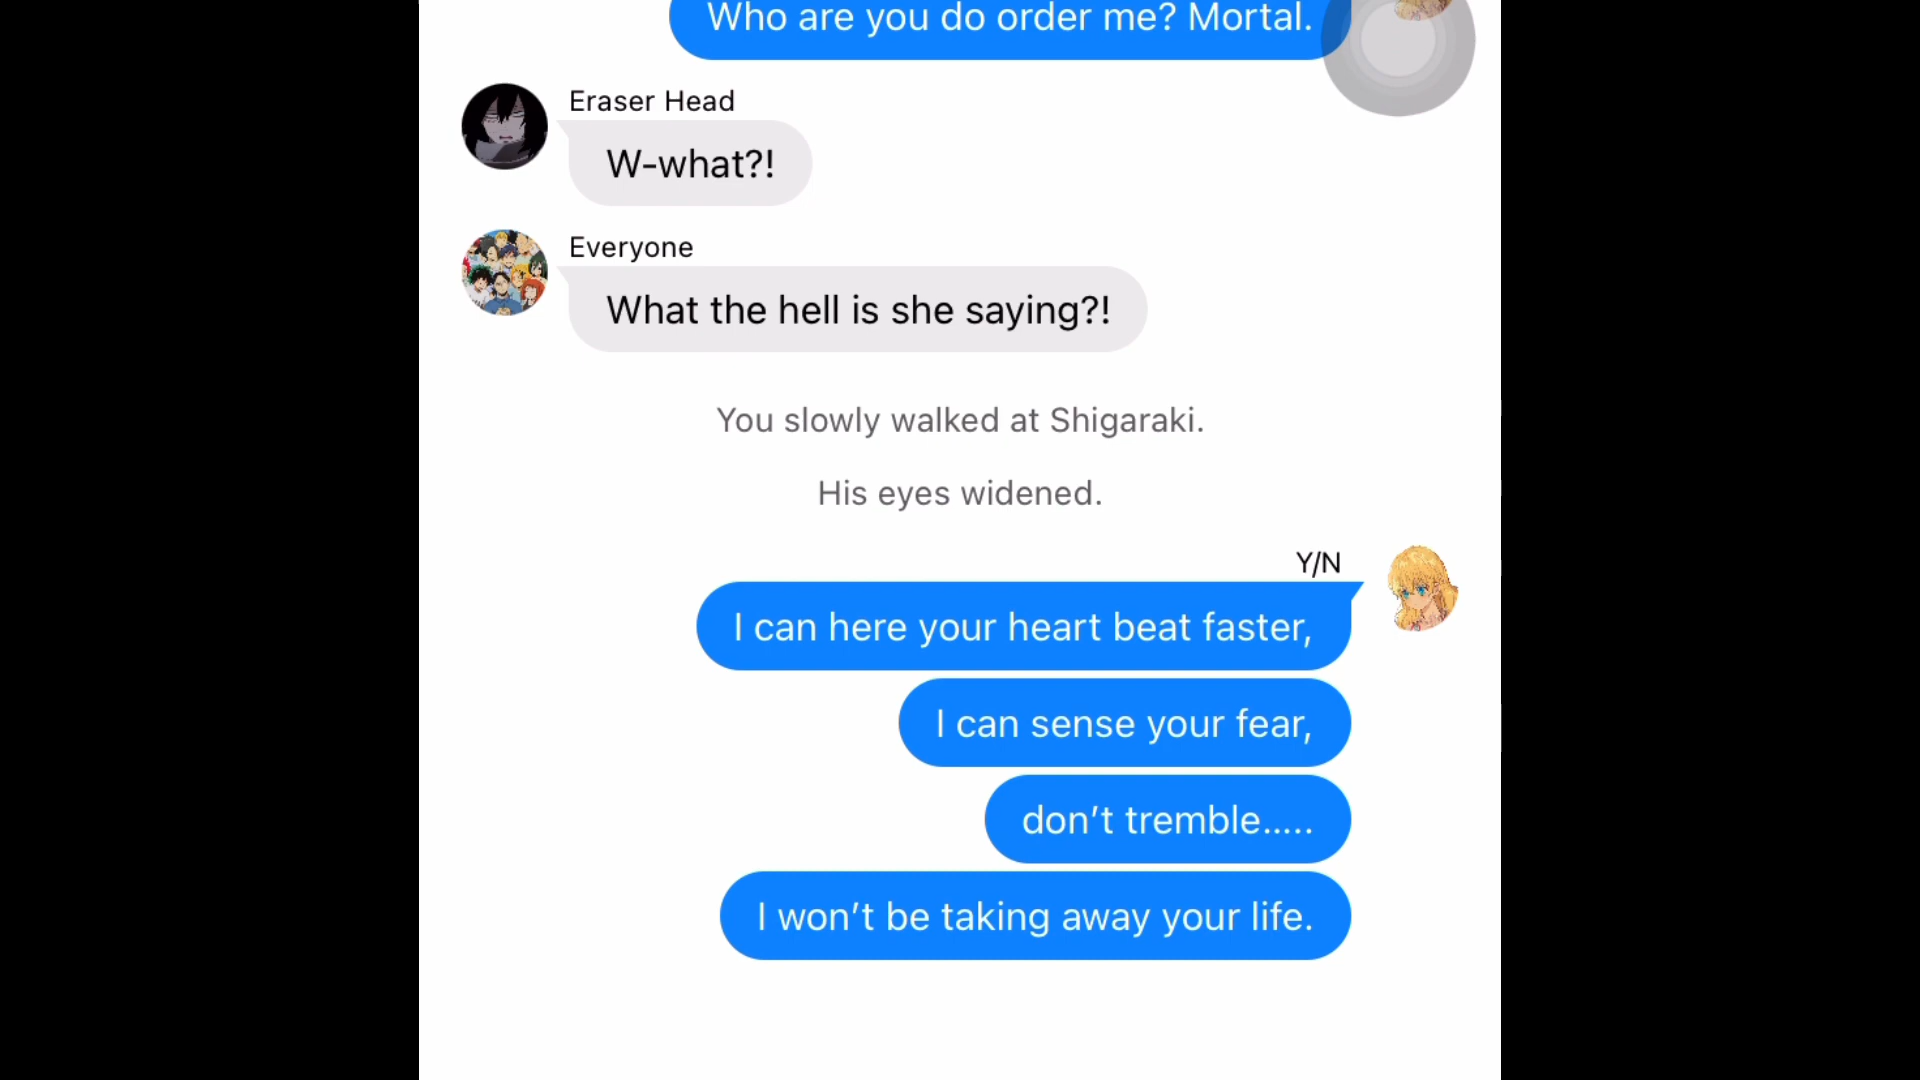 Who are you do order me? Mortal.
Eraser Head
W-what?!
Everyone
What the hell is she saying?!
You slowly walked at Shigaraki.
His eyes widened.
Y/N
I can here your heart beat faster,
I can sense your fear,
don’t tremble.....
I won’t be taking away your life.